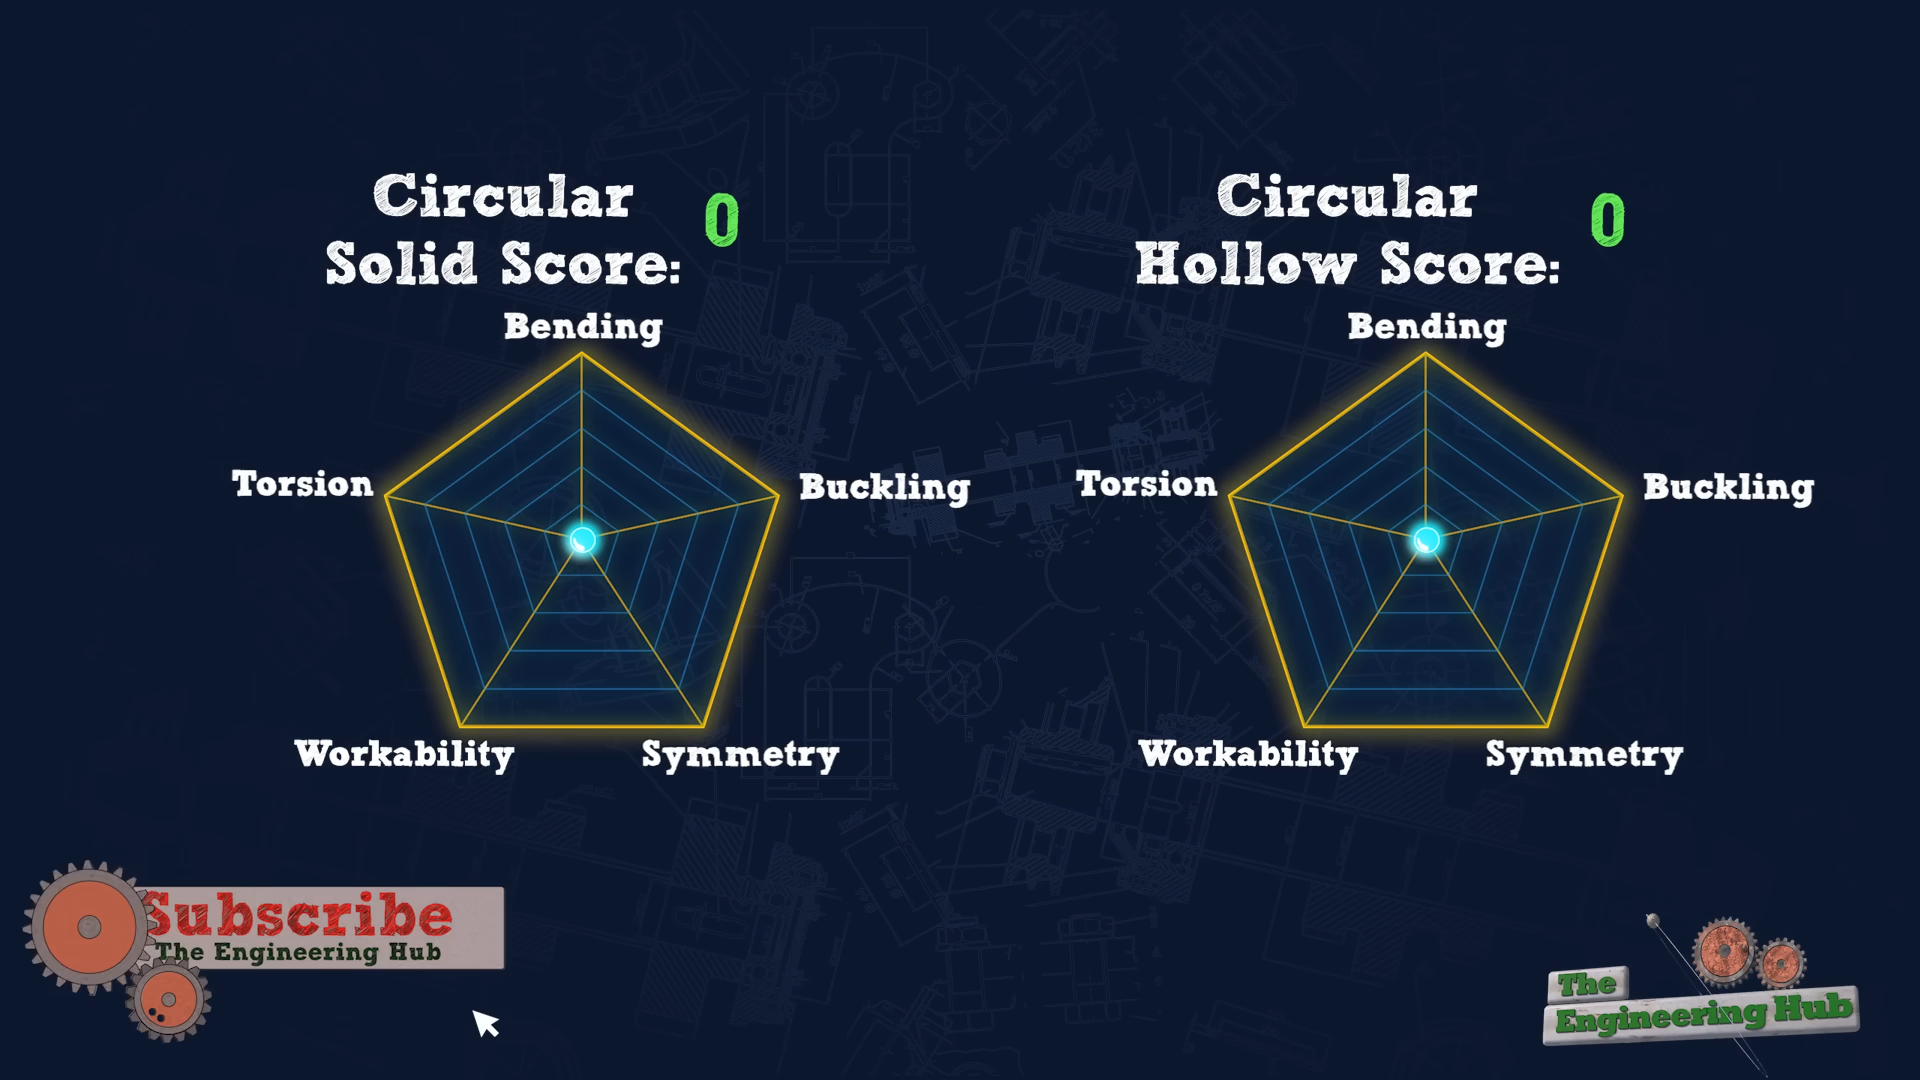 Circular
Solid Score:
0
Bending
Torsion
Buckling
Workability
Symmetry
Circular
Hollow Score:
0
Bending
Torsion
Buckling
Workability
Symmetry
Subscribe
The Engineering Hub
The
Engineering Hub